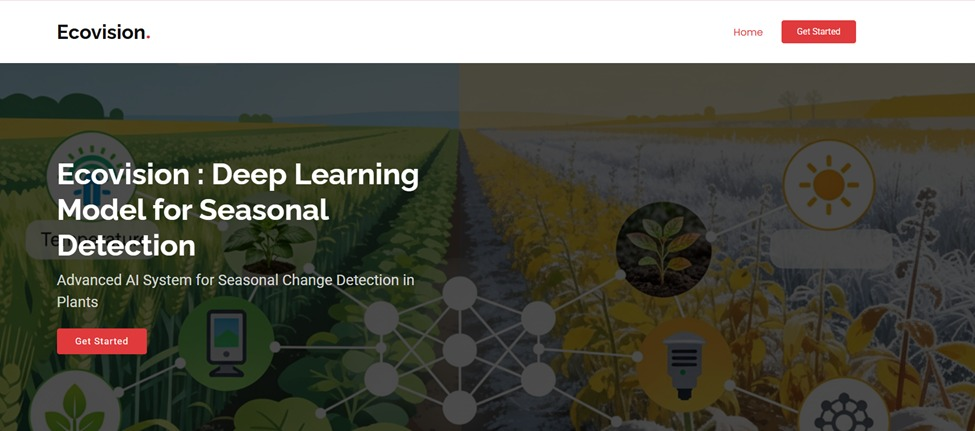 Ecovision.
Home
Get Started
Ecovision : Deep Learning
Model for Seasonal
Detection
Advanced AI System for Seasonal Change Detection in
Plants
Get Started